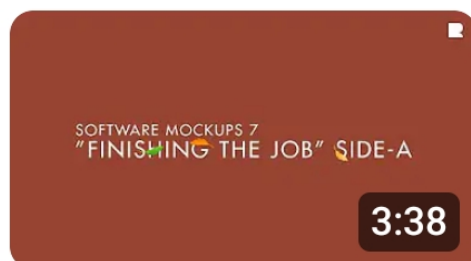 SOFTWARE MOCKUPS 7
"FINISHING THE JOB" SIDE-A
3:38